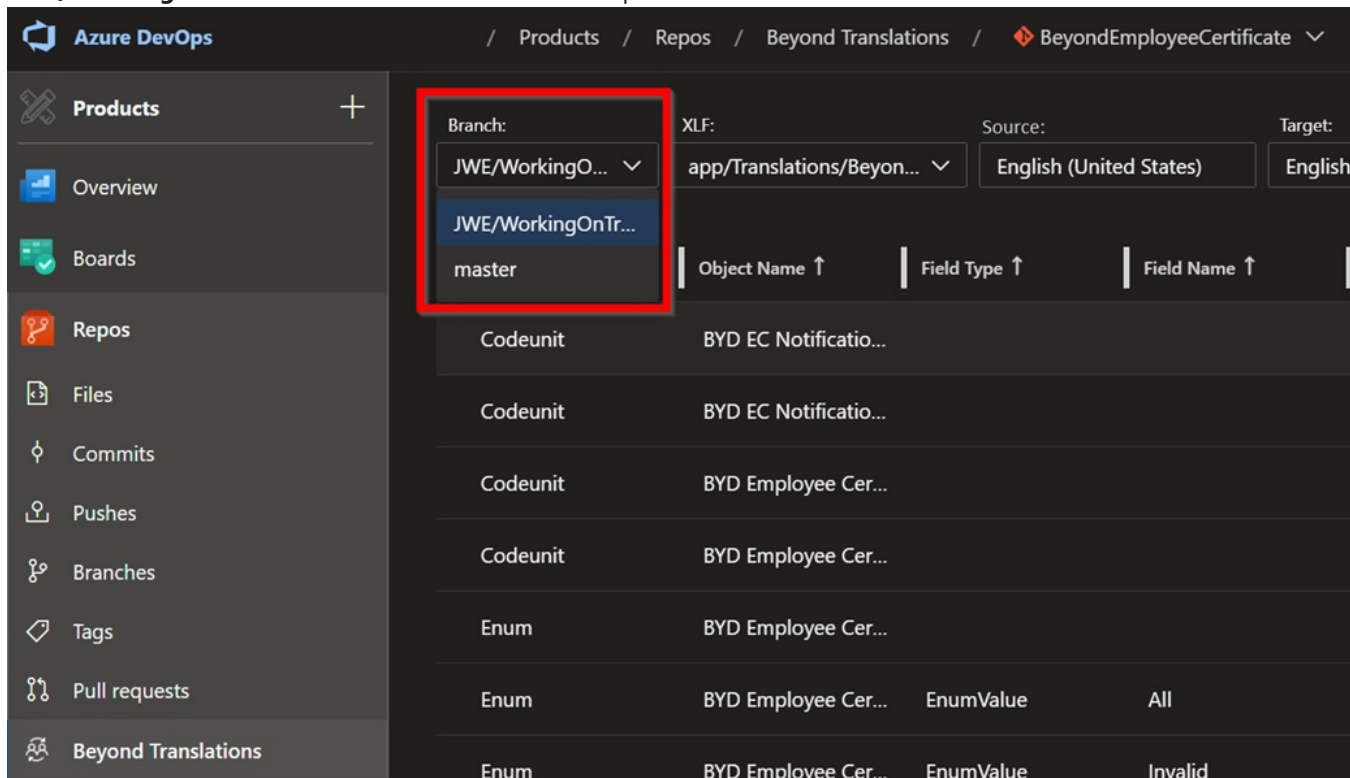 Azure DevOps
/ Products / Repos / Beyond Translations / BeyondEmployeeCertificate
Products
Overview
Boards
Repos
Files
Commits
Pushes
Branches
Tags
Pull requests
Beyond Translations
Branch: XLF: Source: Target:
JWE/WorkingO... app/Translations/Beyon... English (United States) English
JWE/WorkingOnTr...
master
Object Name ↑ Field Type ↑ Field Name ↑
Codeunit BYD EC Notificatio...
Codeunit BYD EC Notificatio...
Codeunit BYD Employee Cer...
Codeunit BYD Employee Cer...
Enum BYD Employee Cer...
Enum BYD Employee Cer... EnumValue All
Enum BYD Employee Cer... EnumValue Invalid